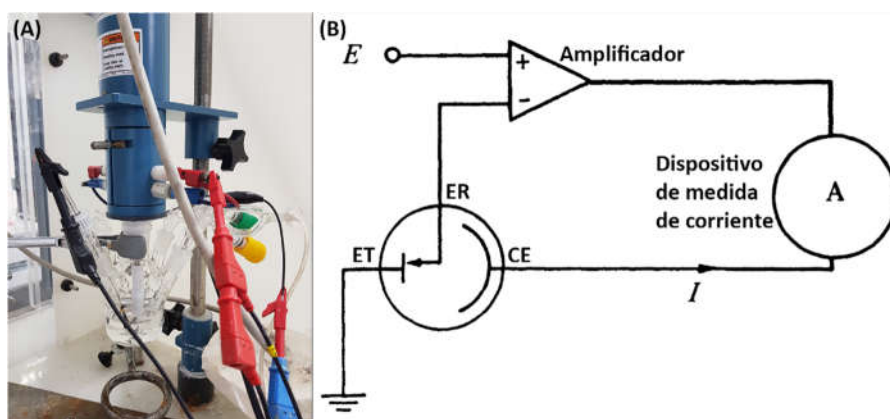 (A)
(B)
E
+
-
Amplificador
Dispositivo
de medida
de corriente
A
ER
ET
CE
I